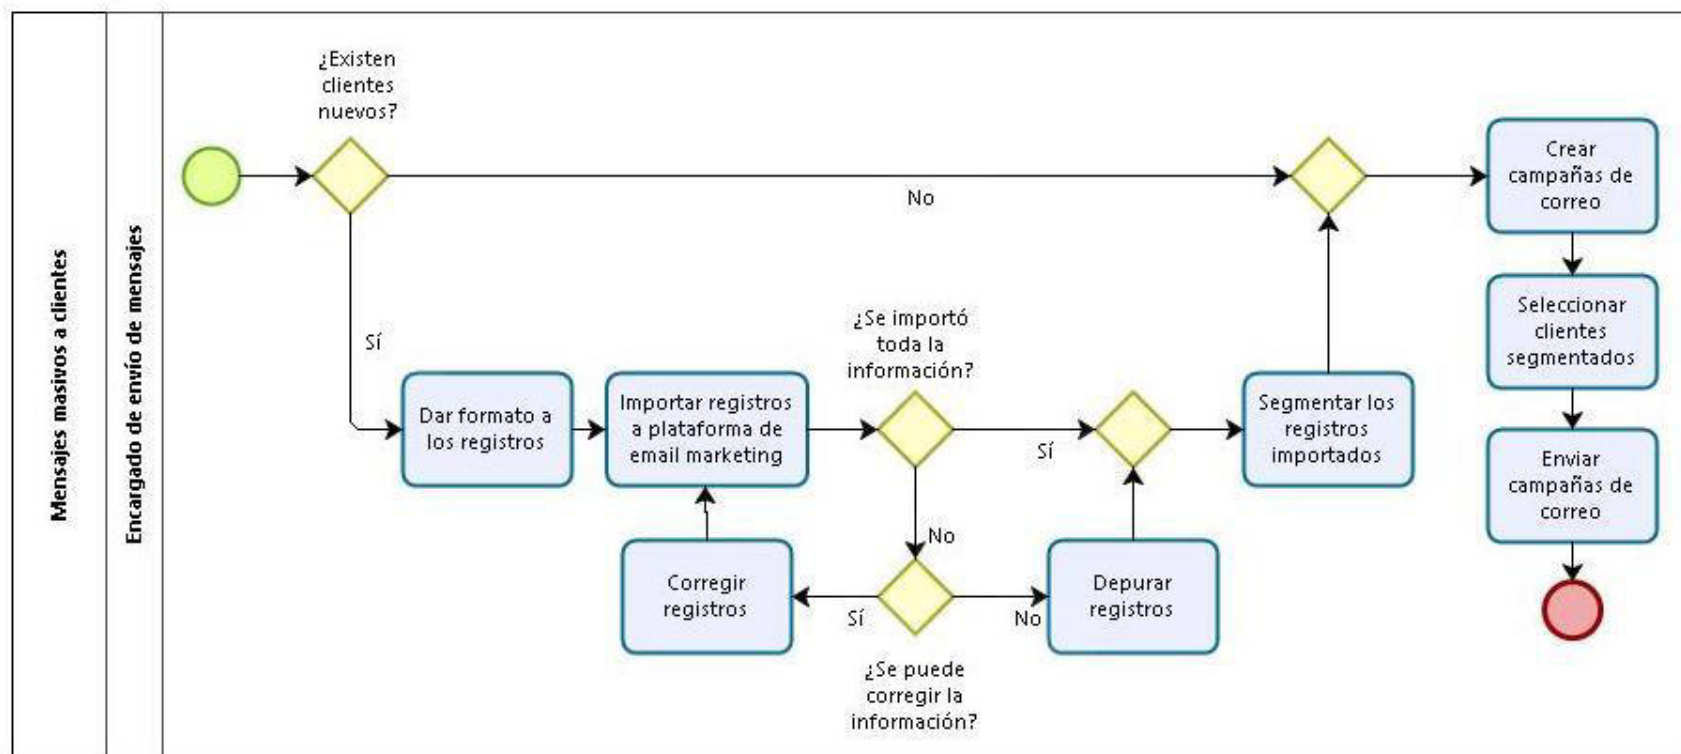 Mensajes masivos a clientes
Encargado de envío de mensajes
¿Existen
clientes
nuevos?
No
Sí
Dar formato a
los registros
Importar registros
a plataforma de
email marketing
¿Se importó
toda la
información?
Sí
No
Corregir
registros
Sí
No
¿Se puede
corregir la
información?
Depurar
registros
Segmentar los
registros
importados
Crear
campañas de
correo
Seleccionar
clientes
segmentados
Enviar
campañas de
correo